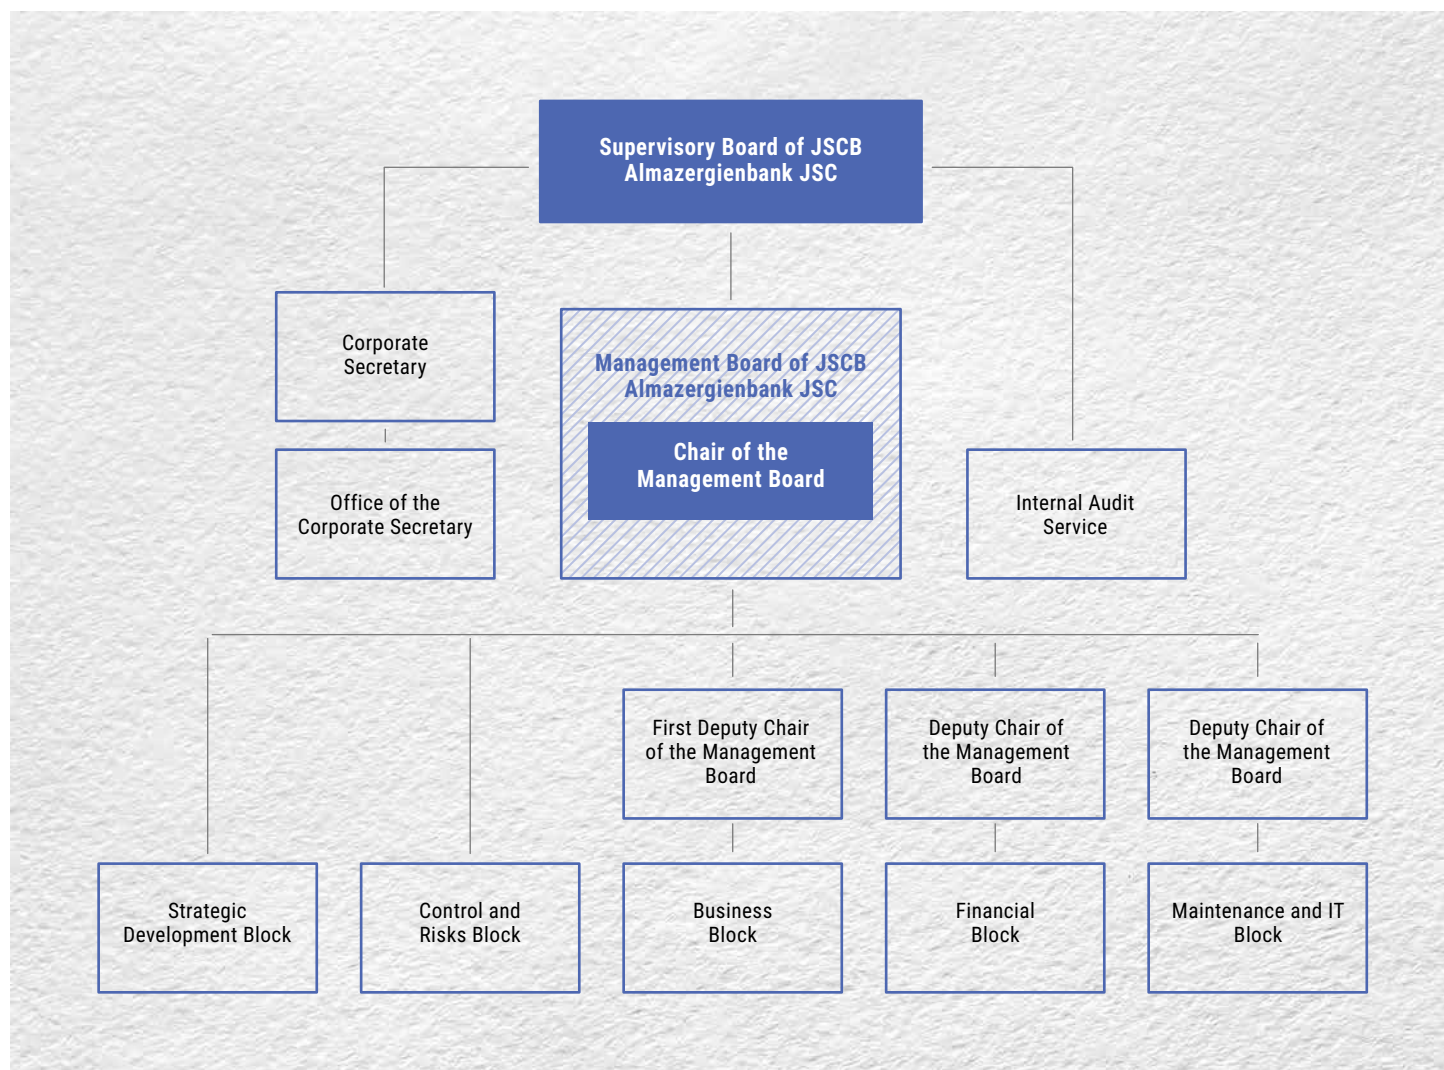 Supervisory Board of JSCB
Almazergienbank JSC
Corporate
Secretary
Management Board of JSCB
Almazergienbank JSC
Chair of the
Management Board
Office of the
Corporate Secretary
Internal Audit
Service
First Deputy Chair
of the Management
Board
Deputy Chair of
the Management
Board
Deputy Chair of
the Management
Board
Strategic
Development Block
Control and
Risks Block
Business
Block
Financial
Block
Maintenance and IT
Block